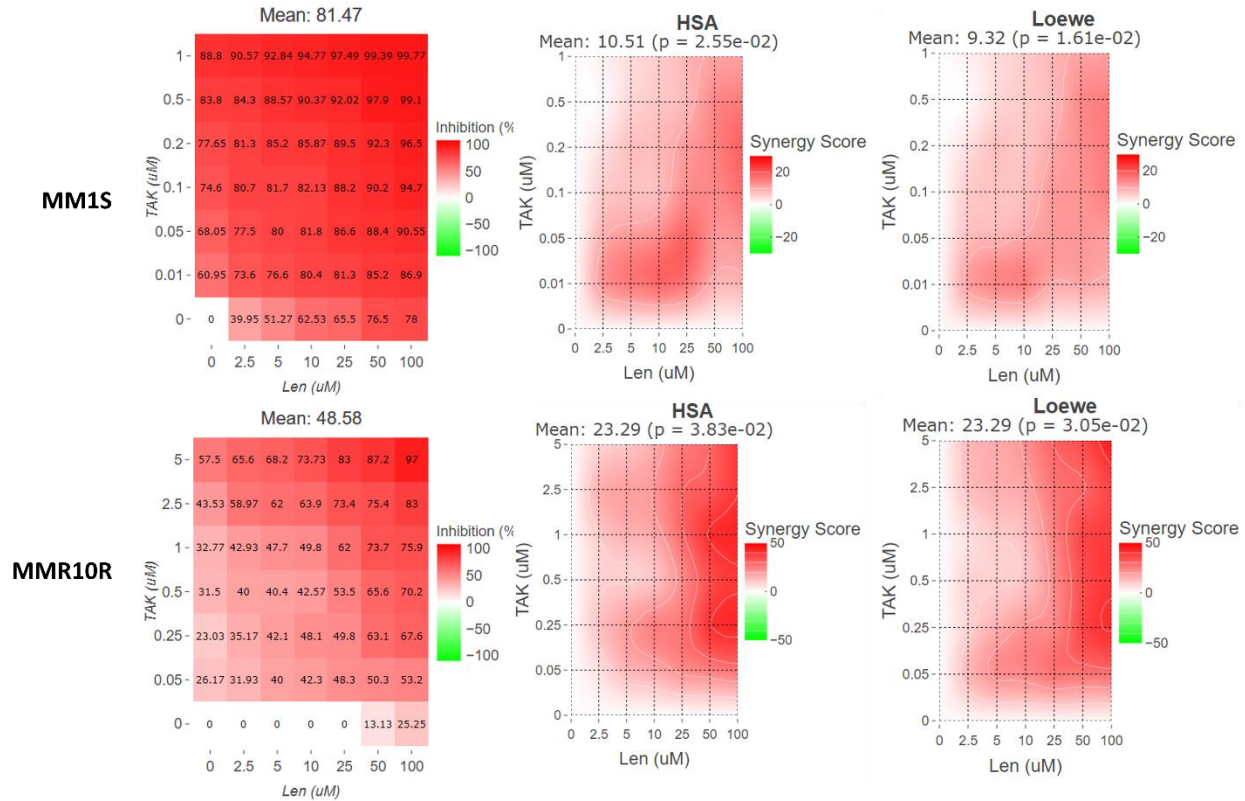 Mean: 81.47
MM1S
TAK (uM)
1 - 88.8 90.57 92.84 94.77 97.49 99.39 99.77
0.5 - 83.8 84.3 88.57 90.37 92.02 97.9 99.1
0.2 - 77.65 81.3 85.2 85.87 89.5 92.3 96.5
0.1 - 74.6 80.7 81.7 82.13 88.2 90.2 94.7
0.05 - 68.05 77.5 80 81.8 86.6 88.4 90.55
0.01 - 60.95 73.6 76.6 80.4 81.3 85.2 86.9
0 - 0 39.95 51.27 62.53 65.5 76.5 78
0 2.5 5 10 25 50 100
Len (uM)
Inhibition (%
100
50
0
−50
−100
HSA
Mean: 10.51 (p = 2.55e-02)
TAK (uM)
1
0.5
0.2
0.1
0.05
0.01
0
0 2.5 5 10 25 50 100
Len (uM)
Synergy Score
20
0
−20
Loewe
Mean: 9.32 (p = 1.61e-02)
TAK (uM)
1
0.5
0.2
0.1
0.05
0.01
0
0 2.5 5 10 25 50 100
Len (uM)
Synergy Score
20
0
−20
Mean: 48.58
MMR10R
TAK (uM)
5 - 57.5 65.6 68.2 73.73 83 87.2 97
2.5 - 43.53 58.97 62 63.9 73.4 75.4 83
1 - 32.77 42.93 47.7 49.8 62 73.7 75.9
0.5 - 31.5 40 40.4 42.57 53.5 65.6 70.2
0.25 - 23.03 35.17 42.1 48.1 49.8 63.1 67.6
0.05 - 26.17 31.93 40 42.3 48.3 50.3 53.2
0 - 0 0 0 0 0 13.13 25.25
0 2.5 5 10 25 50 100
Len (uM)
Inhibition (%
100
50
0
−50
−100
HSA
Mean: 23.29 (p = 3.83e-02)
TAK (uM)
5
2.5
1
0.5
0.25
0.05
0
0 2.5 5 10 25 50 100
Len (uM)
Synergy Score
50
0
−50
Loewe
Mean: 23.29 (p = 3.05e-02)
TAK (uM)
5
2.5
1
0.5
0.25
0.05
0
0 2.5 5 10 25 50 100
Len (uM)
Synergy Score
50
0
−50